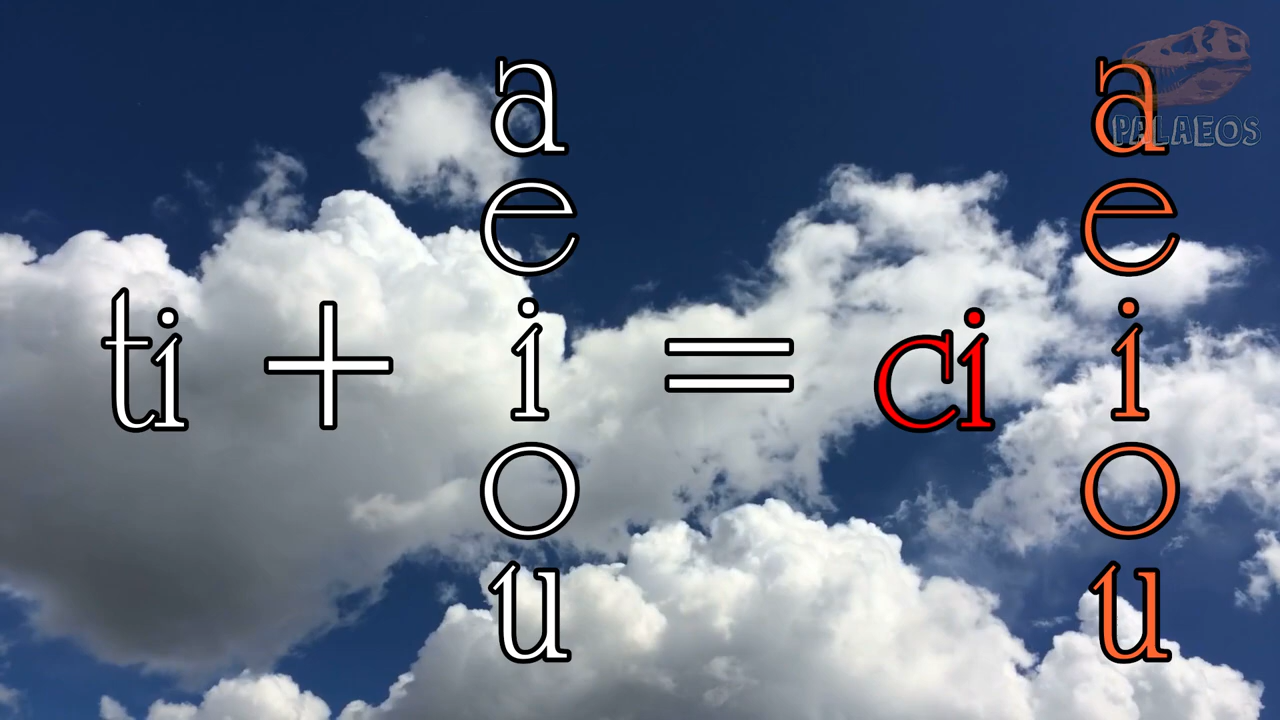 a a
PALAEOS
e e
ti + i = ci i
o o
u u